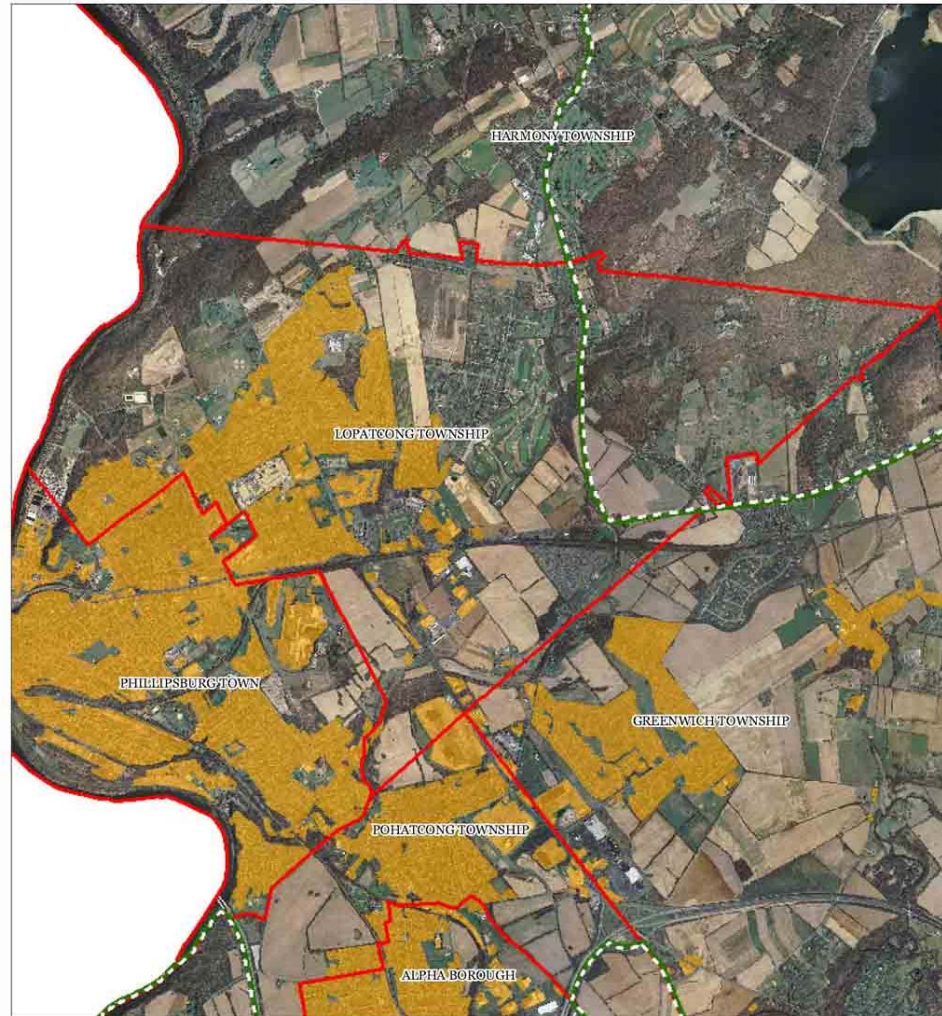 HARMONY TOWNSHIP
LOPATCONG TOWNSHIP
PHILLIPSBURG TOWN
GREENWICH TOWNSHIP
POHATCONG TOWNSHIP
ALPHA BOROUGH